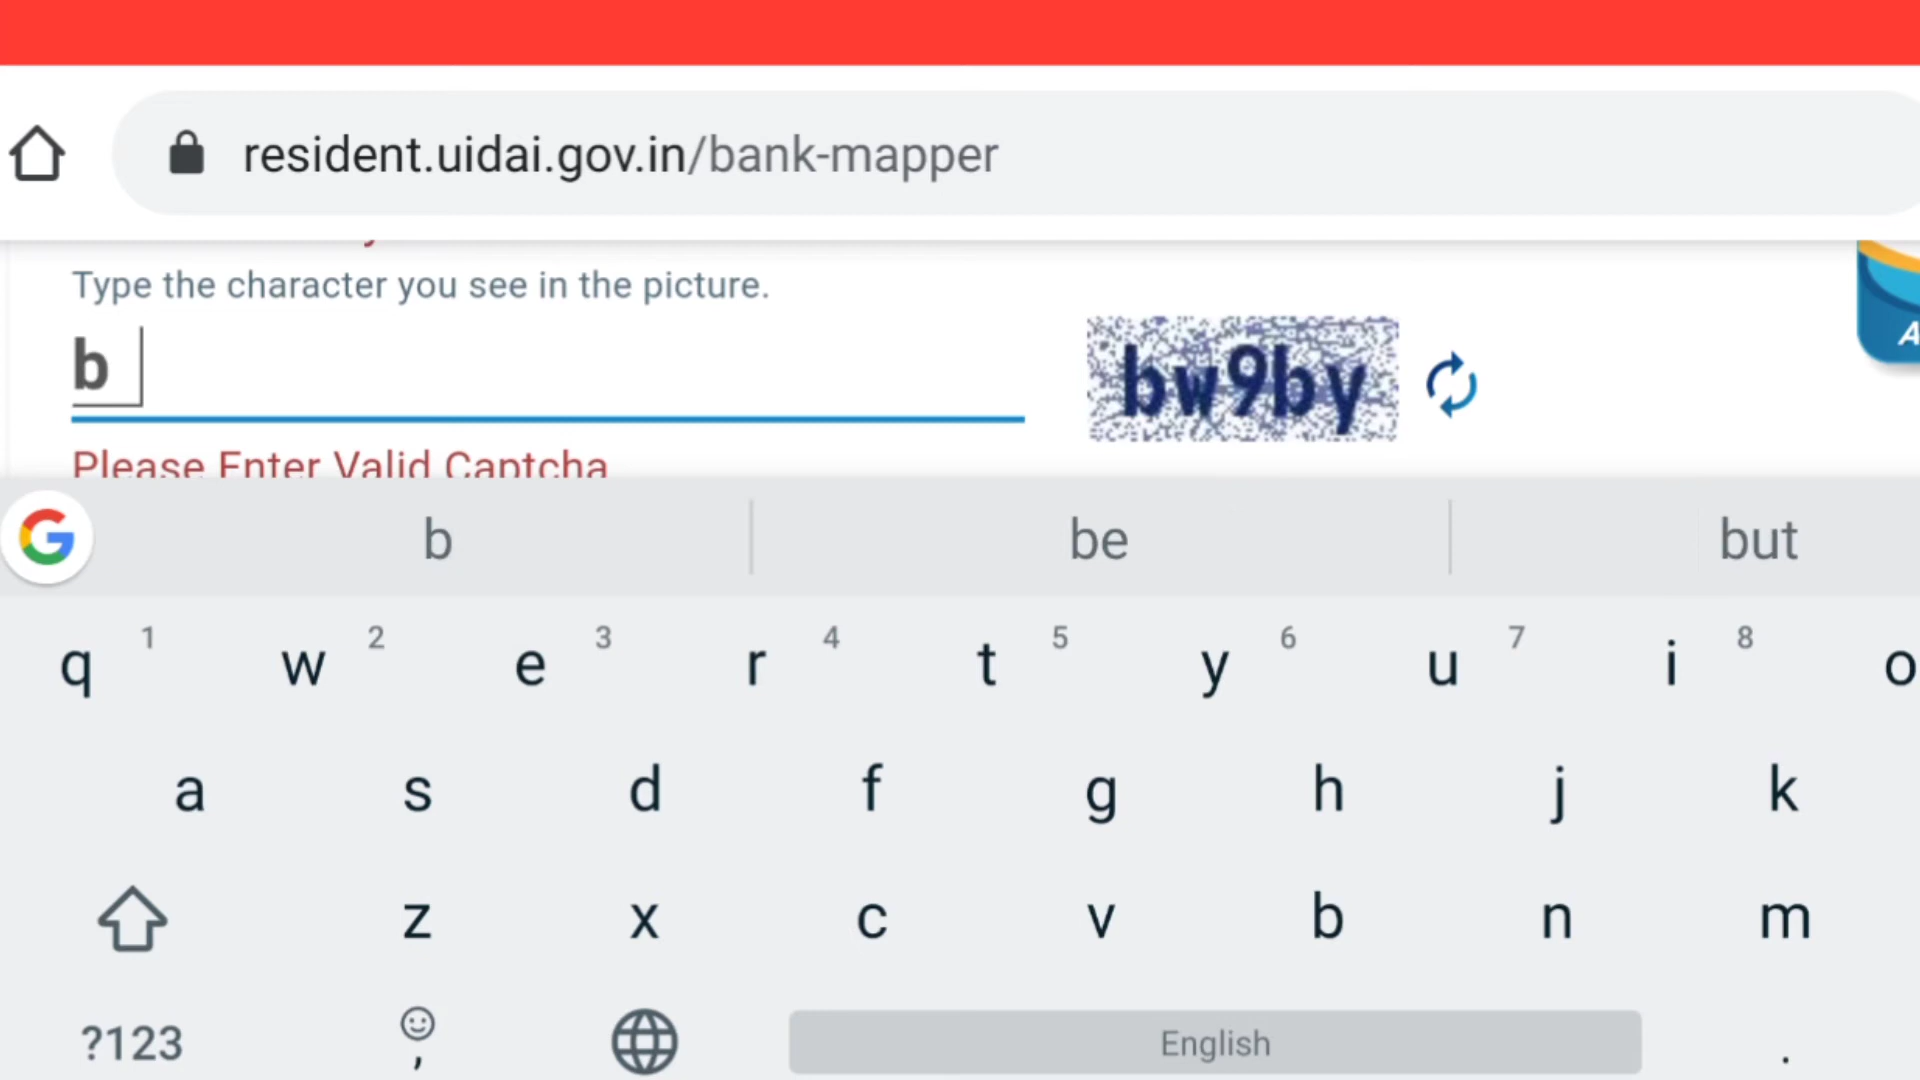 resident.uidai.gov.in/bank-mapper
Type the character you see in the picture.
b
bw9by
Please Enter Valid Captcha
G
b be but
q 1 w 2 e 3 r 4 t 5 y 6 u 7 i 8 o
a s d f g h j k
z x c v b n m
?123 , English .